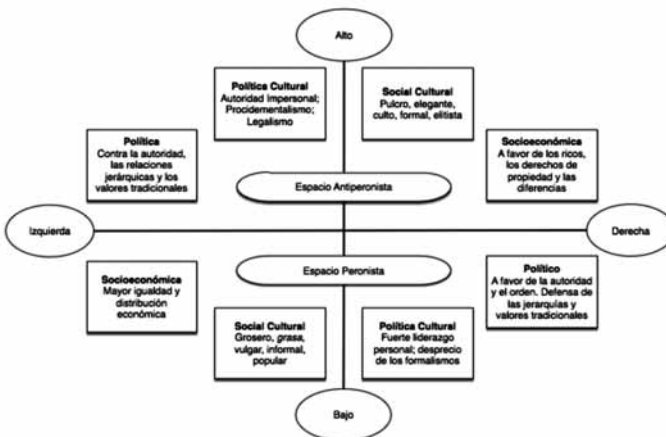 Alto
Política Cultural
Autoridad impersonal;
Procidementalismo;
Legalismo
Social Cultural
Pulcro, elegante,
culto, formal, elitista
Política
Contra la autoridad,
las relaciones
jerárquicas y los
valores tradicionales
Socioeconómica
A favor de los ricos,
los derechos de
propiedad y las
diferencias
Espacio Antiperonista
Izquierda
Derecha
Espacio Peronista
Socioeconómica
Mayor igualdad y
distribución
económica
Político
A favor de la autoridad
y el orden. Defensa de
las jerarquías y
valores tradicionales
Social Cultural
Grosero, grasa,
vulgar, informal,
popular
Política Cultural
Fuerte liderazgo
personal; desprecio
de los formalismos
Bajo